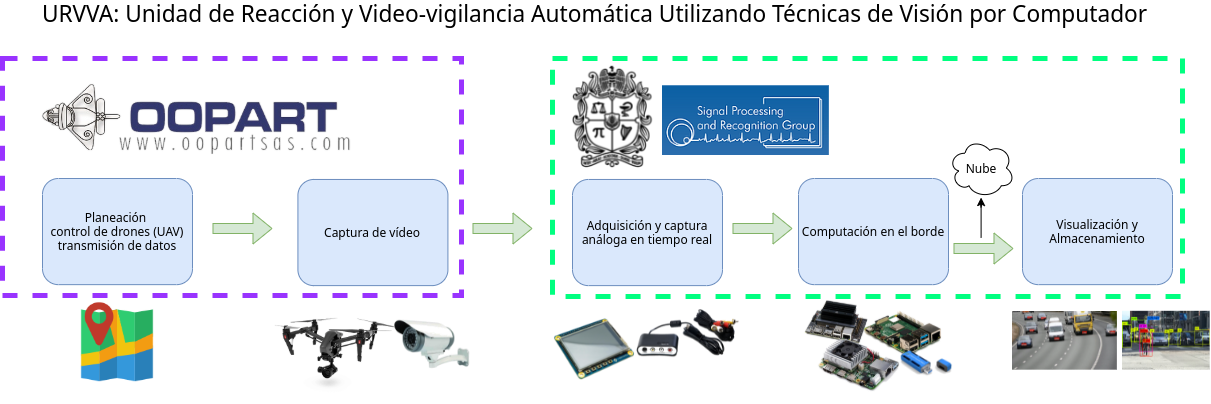 URVVA: Unidad de Reacción y Video-vigilancia Automática Utilizando Técnicas de Visión por Computador
OOPART
www.oopartsas.com
Signal Processing
and Recognition Group
Nube
Planeación
control de drones (UAV)
transmisión de datos
Captura de vídeo
Adquisición y captura
análoga en tiempo real
Computación en el borde
Visualización y
Almacenamiento